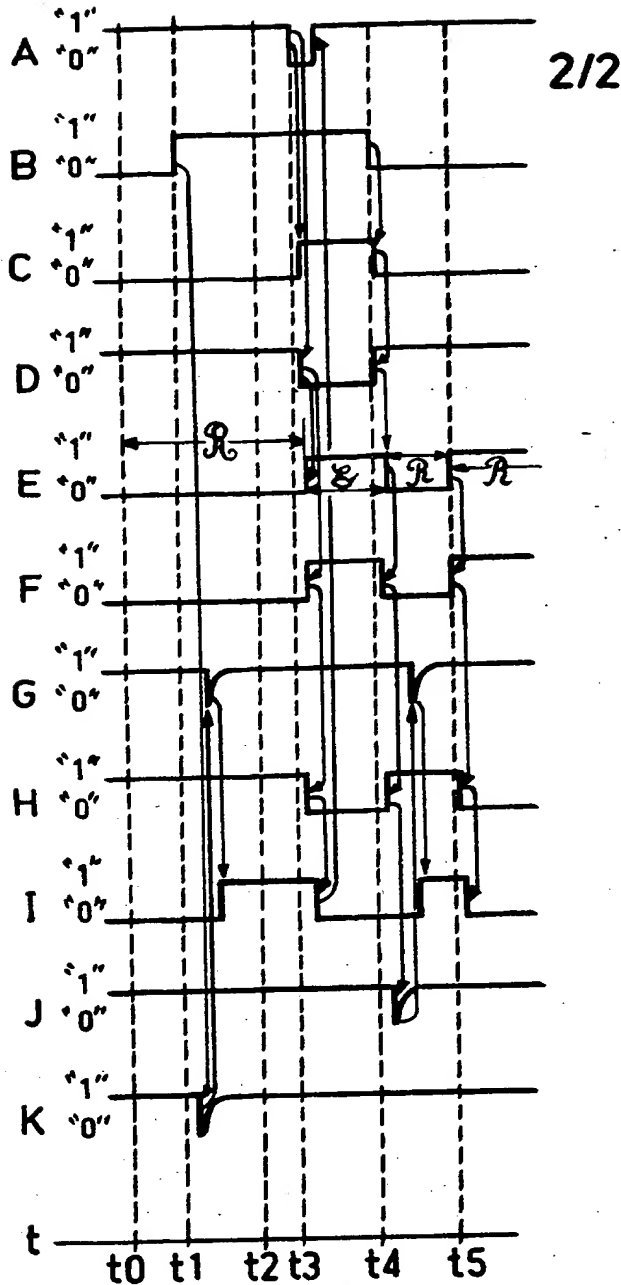 2/2
A "1"
"0"
B "1"
"0"
C "1"
"0"
D "1"
"0"
E "1"
"0"
R
E
R
R
F "1"
"0"
G "1"
"0"
H "1"
"0"
I "1"
"0"
J "1"
"0"
K "1"
"0"
t
t0 t1 t2 t3 t4 t5